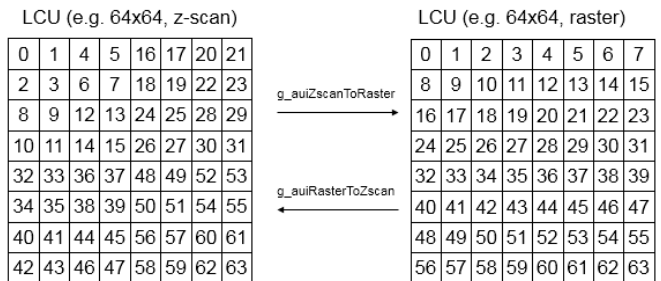 LCU (e.g. 64x64, z-scan)
0 1 4 5 16 17 20 21
2 3 6 7 18 19 22 23
8 9 12 13 24 25 28 29
10 11 14 15 26 27 30 31
32 33 36 37 48 49 52 53
34 35 38 39 50 51 54 55
40 41 44 45 56 57 60 61
42 43 46 47 58 59 62 63
g_auiZscanToRaster
g_auiRasterToZscan
LCU (e.g. 64x64, raster)
0 1 2 3 4 5 6 7
8 9 10 11 12 13 14 15
16 17 18 19 20 21 22 23
24 25 26 27 28 29 30 31
32 33 34 35 36 37 38 39
40 41 42 43 44 45 46 47
48 49 50 51 52 53 54 55
56 57 58 59 60 61 62 63